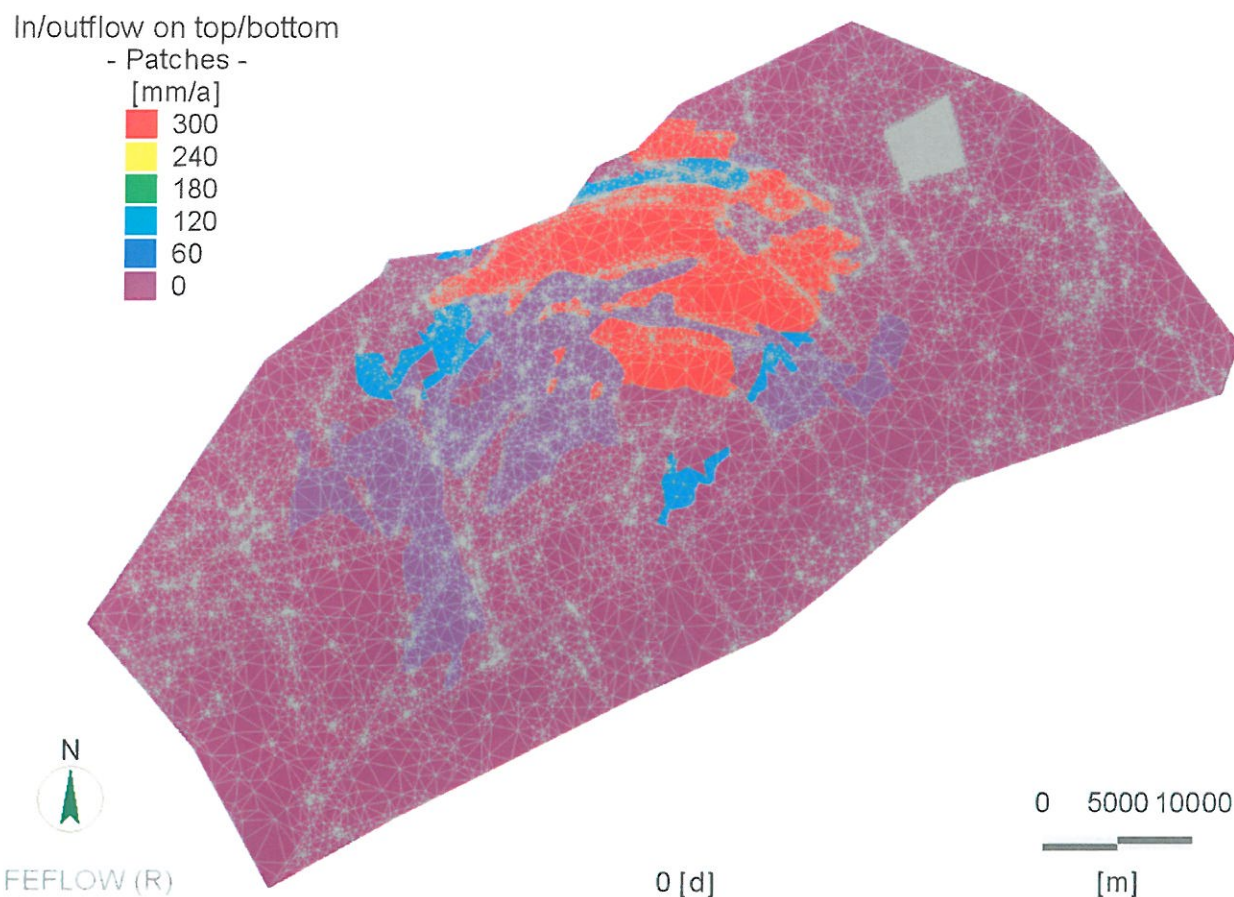 In/outflow on top/bottom
- Patches -
[mm/a]
300
240
180
120
60
0
N
FEFLOW (R)
0 [d]
0 5000 10000
[m]